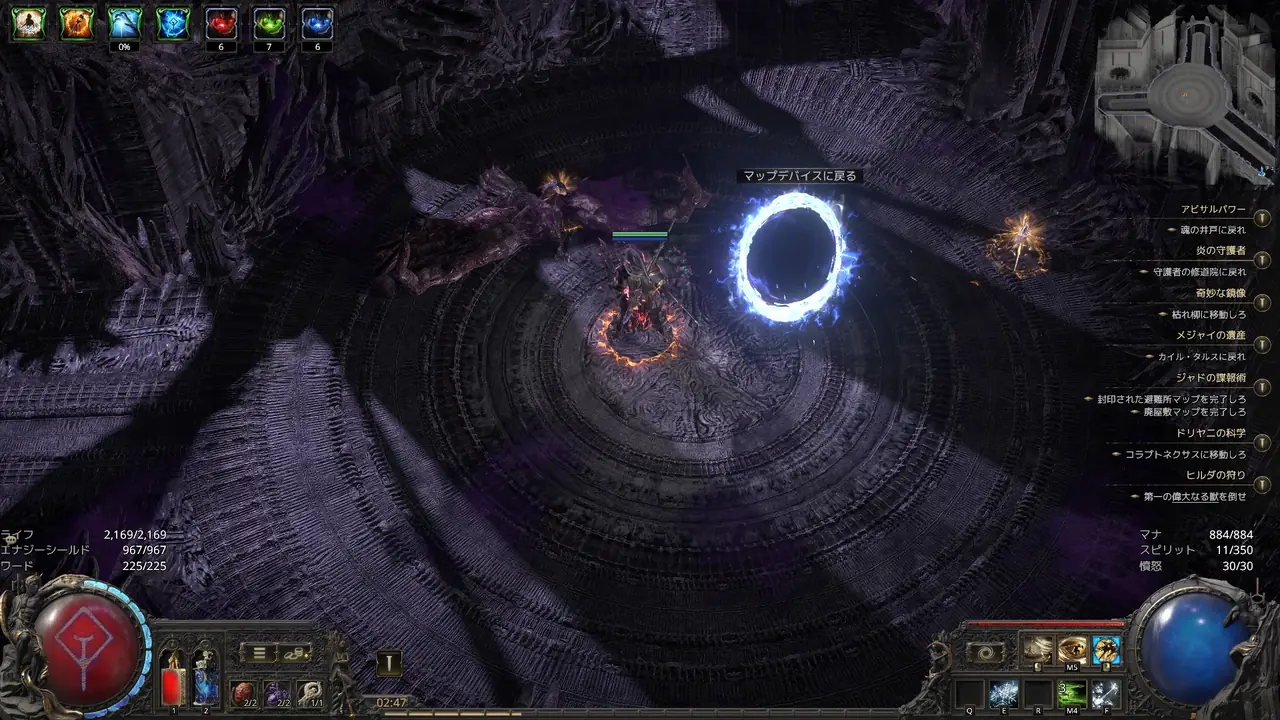 0%
6
7
6
マップデバイスに戻る
アビサルパワー
魂の井戸に戻れ
炎の守護者
守護者の修道院に戻れ
奇妙な鏡像
枯れ柳に移動しろ
メジャイの遺産
カイル・タルスに戻れ
ジャドの諜報術
封印された避難所マップを完了しろ
廃屋敷マップを完了しろ
ドリヤニの科学
コラプトネクサスに移動しろ
ヒルダの狩り
第一の偉大なる獣を倒せ
ライフ 2,169/2,169
エナジーシールド 967/967
ワード 225/225
マナ 884/884
スピリット 11/350
憤怒 30/30
1
2
2/2
2/2
1/1
02:47
M5
3
Q
E
R
M4
F